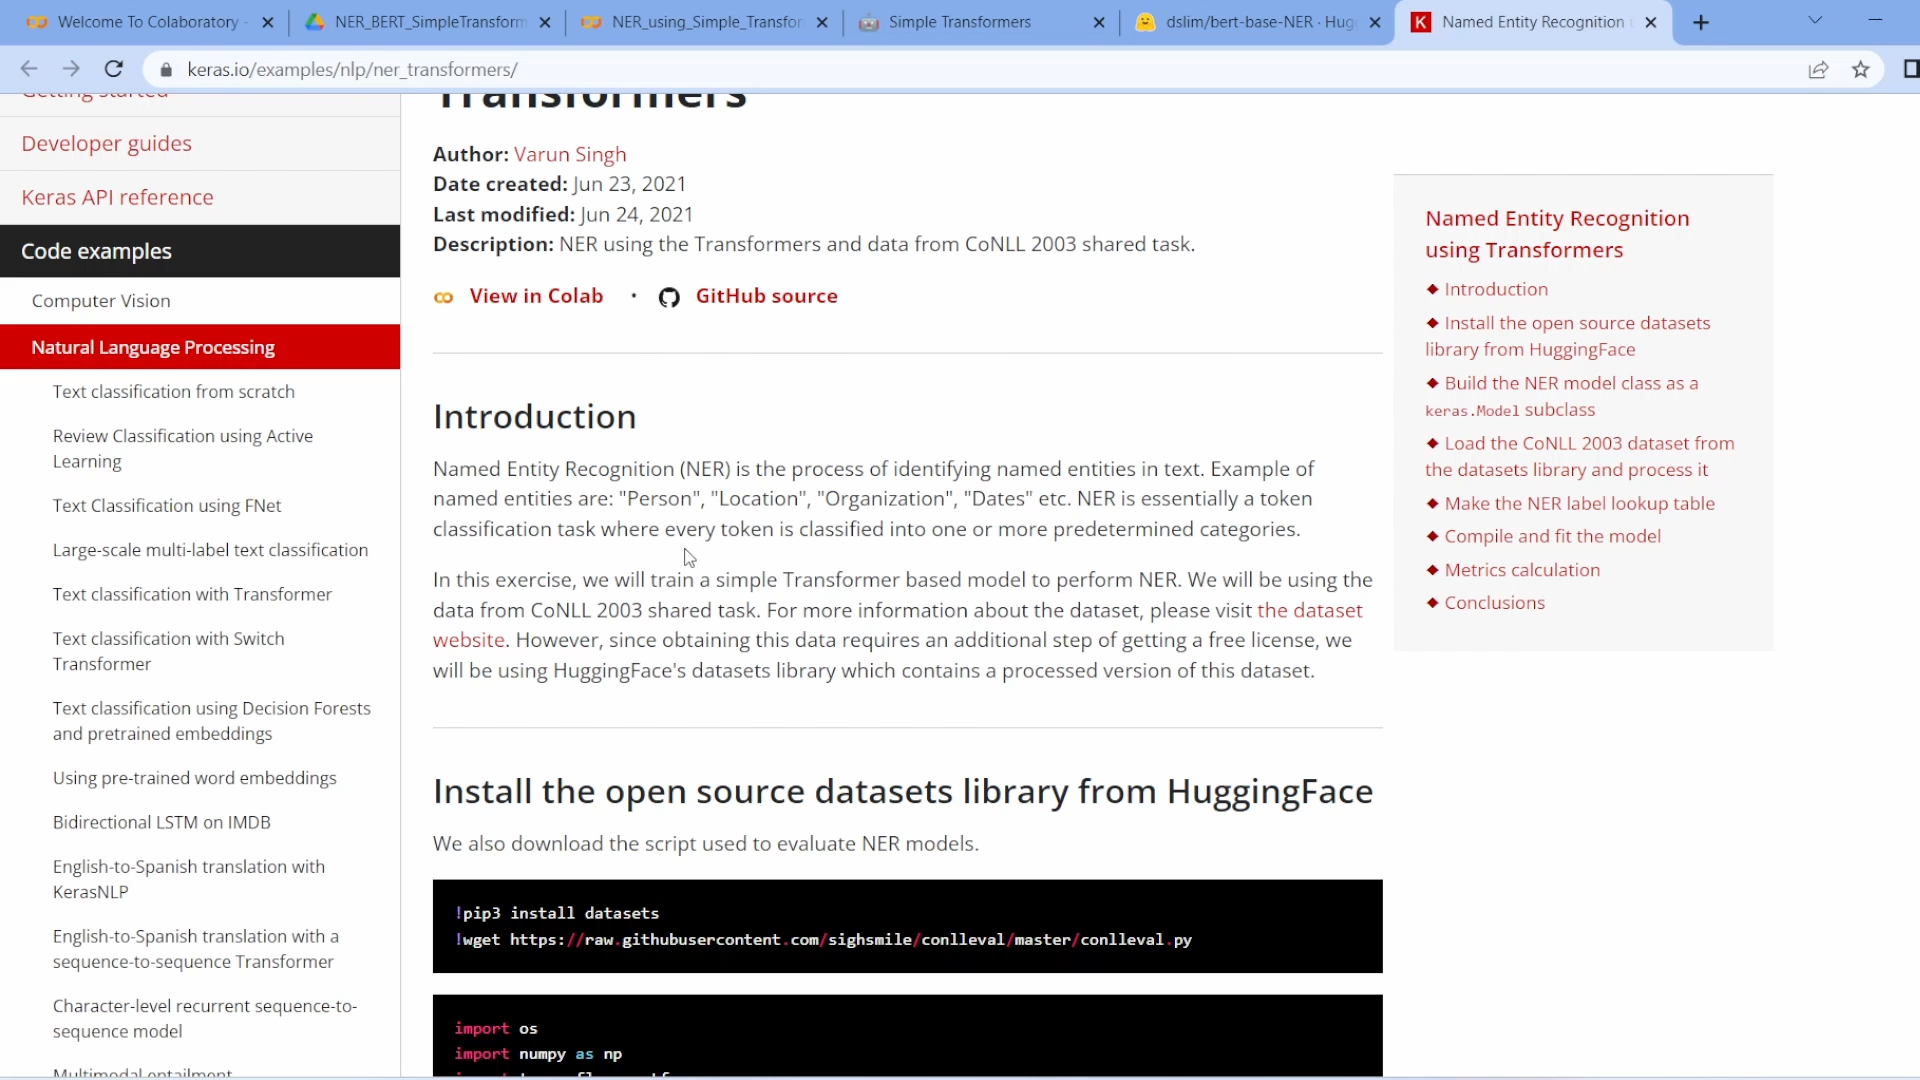 Welcome To Colaboratory -
NER_BERT_SimpleTransform
NER_using_Simple_Transfor
Simple Transformers
dslim/bert-base-NER · Hug
Named Entity Recognition
keras.io/examples/nlp/ner_transformers/
Getting started
Developer guides
Keras API reference
Code examples
Computer Vision
Natural Language Processing
Text classification from scratch
Review Classification using Active
Learning
Text Classification using FNet
Large-scale multi-label text classification
Text classification with Transformer
Text classification with Switch
Transformer
Text classification using Decision Forests
and pretrained embeddings
Using pre-trained word embeddings
Bidirectional LSTM on IMDB
English-to-Spanish translation with
KerasNLP
English-to-Spanish translation with a
sequence-to-sequence Transformer
Character-level recurrent sequence-to-
sequence model
Multimodal entailment
Transformers
Author: Varun Singh
Date created: Jun 23, 2021
Last modified: Jun 24, 2021
Description: NER using the Transformers and data from CoNLL 2003 shared task.
View in Colab • GitHub source
Introduction
Named Entity Recognition (NER) is the process of identifying named entities in text. Example of
named entities are: "Person", "Location", "Organization", "Dates" etc. NER is essentially a token
classification task where every token is classified into one or more predetermined categories.
In this exercise, we will train a simple Transformer based model to perform NER. We will be using the
data from CoNLL 2003 shared task. For more information about the dataset, please visit the dataset
website. However, since obtaining this data requires an additional step of getting a free license, we
will be using HuggingFace's datasets library which contains a processed version of this dataset.
Install the open source datasets library from HuggingFace
We also download the script used to evaluate NER models.
!pip3 install datasets
!wget https://raw.githubusercontent.com/sighsmile/conlleval/master/conlleval.py
import os
import numpy as np
Named Entity Recognition
using Transformers
◆ Introduction
◆ Install the open source datasets
library from HuggingFace
◆ Build the NER model class as a
keras.Model subclass
◆ Load the CoNLL 2003 dataset from
the datasets library and process it
◆ Make the NER label lookup table
◆ Compile and fit the model
◆ Metrics calculation
◆ Conclusions